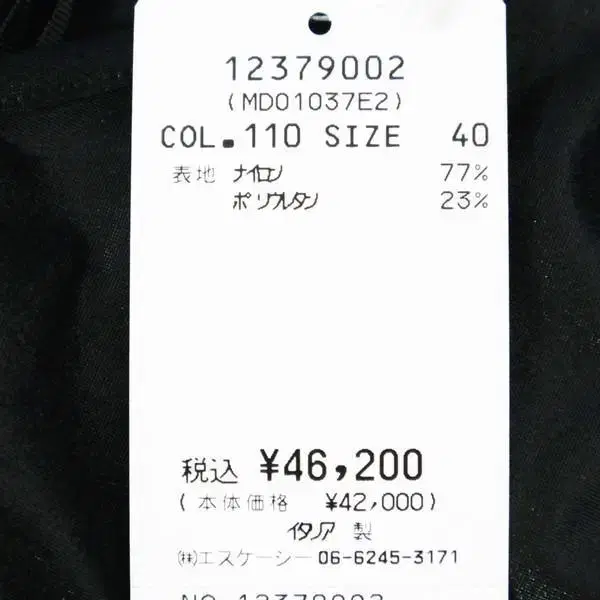 12379002
(MD01037E2)
COL.110 SIZE 40
表地 ナイロン 77%
ポリウレタン 23%
税込 ¥46,200
(本体価格 ¥42,000)
イタリア 製
㈱エスケーシー 06-6245-3171
NO 12379002